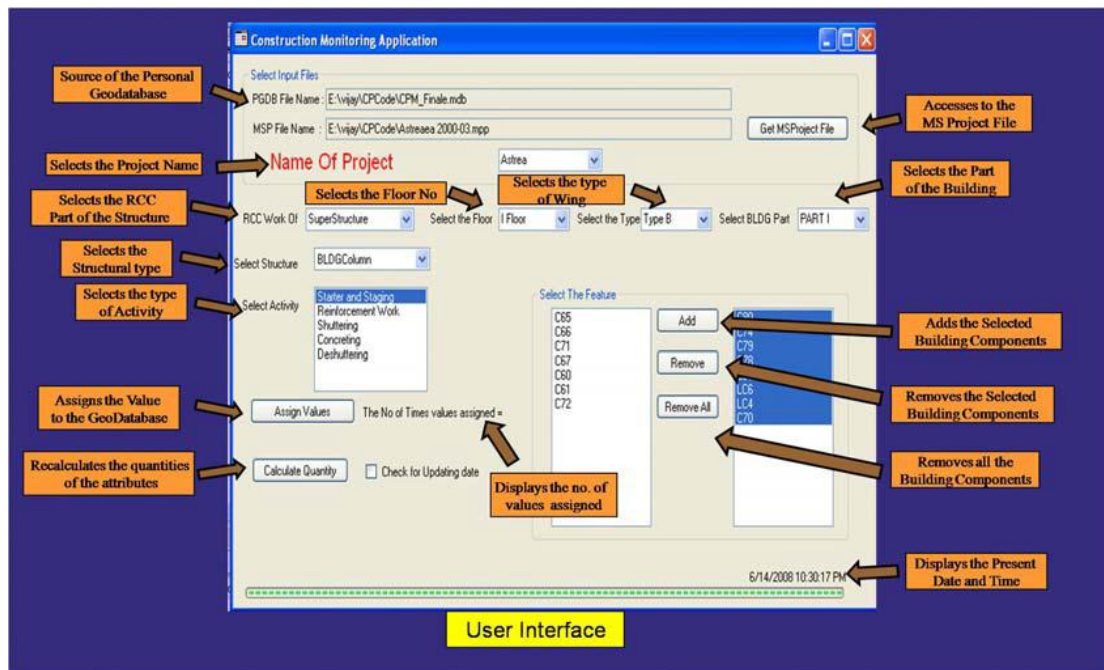 Construction Monitoring Application
Select Input Files
Source of the Personal
Geodatabase
PGDB File Name : E:\vijay\CPCode\CPM_Finale.mdb
MSP File Name : E:\vijay\CPCode\Astreaea 2000-03.mpp
Get MSProject File
Accesses to the
MS Project File
Selects the Project Name
Name Of Project
Astrea
Selects the RCC
Part of the Structure
Selects the Floor No
Selects the type
of Wing
Selects the Part
of the Building
RCC Work Of SuperStructure
Select the Floor I Floor
Select the Type Type B
Select BLDG Part PART I
Selects the
Structural type
Select Structure BLDGColumn
Selects the type
of Activity
Select Activity
Starter and Staging
Reinforcement Work
Shuttering
Concreting
Deshuttering
Select The Feature
C65
C66
C71
C67
C60
C61
C72
Add
Remove
Remove All
C74
C79
LC6
LC4
C70
Adds the Selected
Building Components
Removes the Selected
Building Components
Removes all the
Building Components
Assigns the Value
to the GeoDatabase
Assign Values
The No of Times values assigned =
Recalculates the quantities
of the attributes
Calculate Quantity
Check for Updating date
Displays the no. of
values assigned
6/14/2008 10:30:17 PM
Displays the Present
Date and Time
User Interface